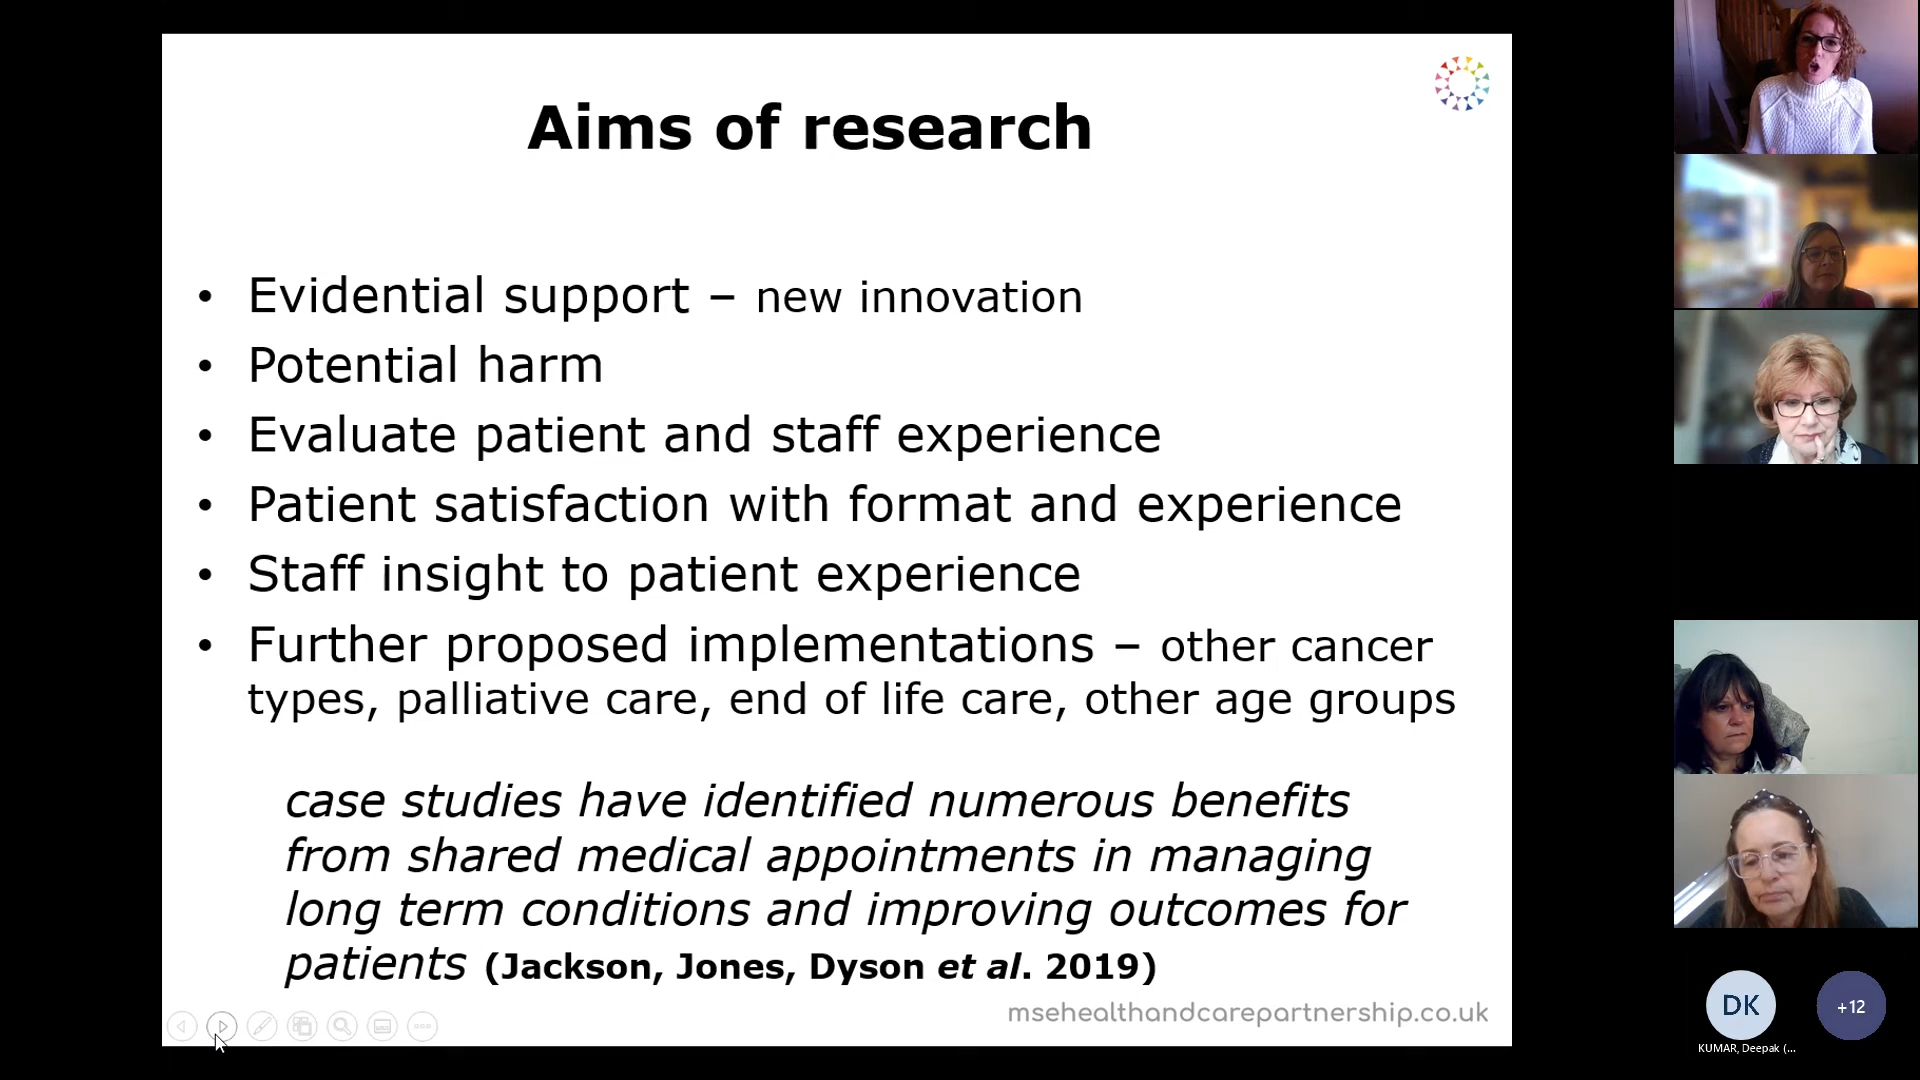 Aims of research
• Evidential support – new innovation
• Potential harm
• Evaluate patient and staff experience
• Patient satisfaction with format and experience
• Staff insight to patient experience
• Further proposed implementations – other cancer
types, palliative care, end of life care, other age groups
case studies have identified numerous benefits
from shared medical appointments in managing
long term conditions and improving outcomes for
patients (Jackson, Jones, Dyson et al. 2019)
msehealthandcarepartnership.co.uk
DK
+12
KUMAR, Deepak (...